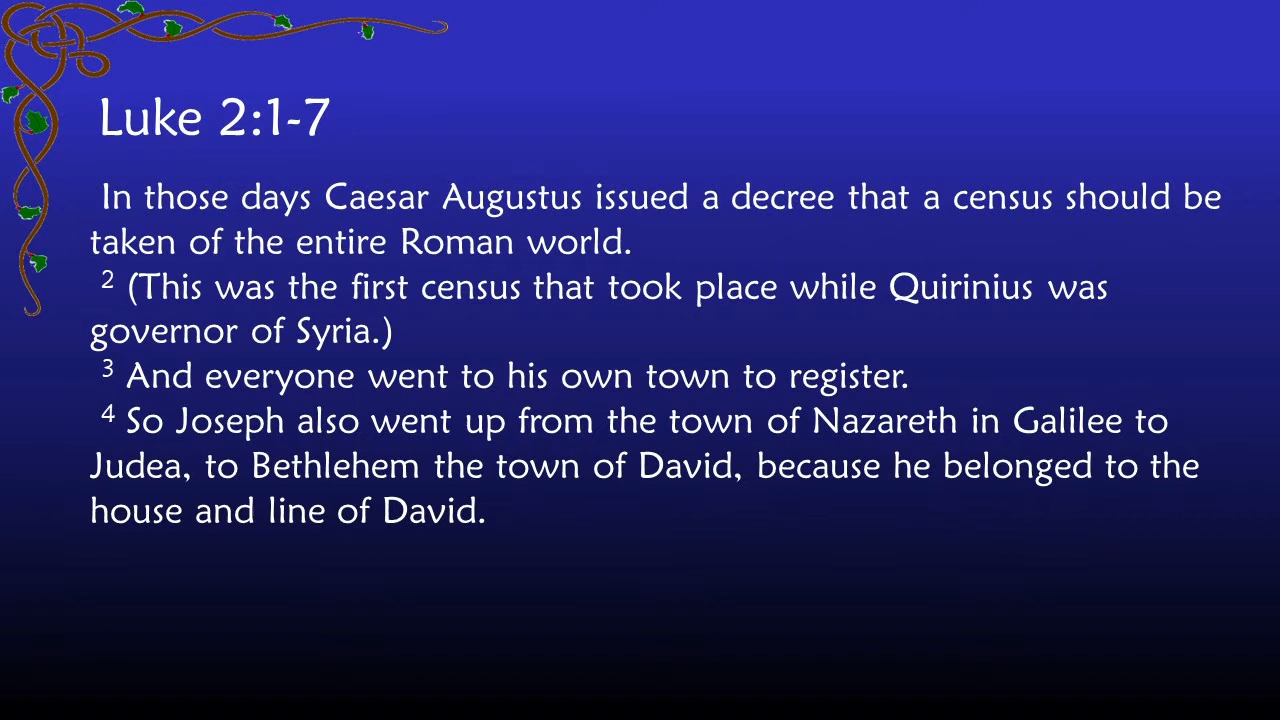 Luke 2:1-7
In those days Caesar Augustus issued a decree that a census should be
taken of the entire Roman world.
2 (This was the first census that took place while Quirinius was
governor of Syria.)
3 And everyone went to his own town to register.
4 So Joseph also went up from the town of Nazareth in Galilee to
Judea, to Bethlehem the town of David, because he belonged to the
house and line of David.